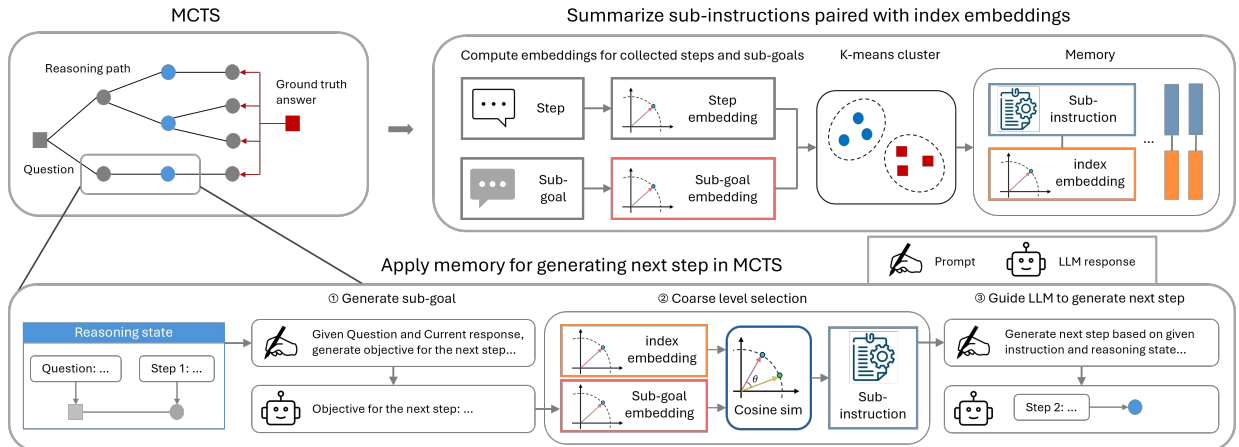 MCTS
Summarize sub-instructions paired with index embeddings
Reasoning path
Ground truth
answer
Question
Compute embeddings for collected steps and sub-goals
K-means cluster
Memory
Step
Step
embedding
Sub-
goal
Sub-goal
embedding
Sub-
instruction
index
embedding
...
Prompt
LLM response
Apply memory for generating next step in MCTS
① Generate sub-goal
② Coarse level selection
③ Guide LLM to generate next step
Reasoning state
Question: ...
Step 1: ...
Given Question and Current response,
generate objective for the next step...
Objective for the next step: ...
index
embedding
Sub-goal
embedding
θ
Cosine sim
Sub-
instruction
Generate next step based on given
instruction and reasoning state...
Step 2: ...